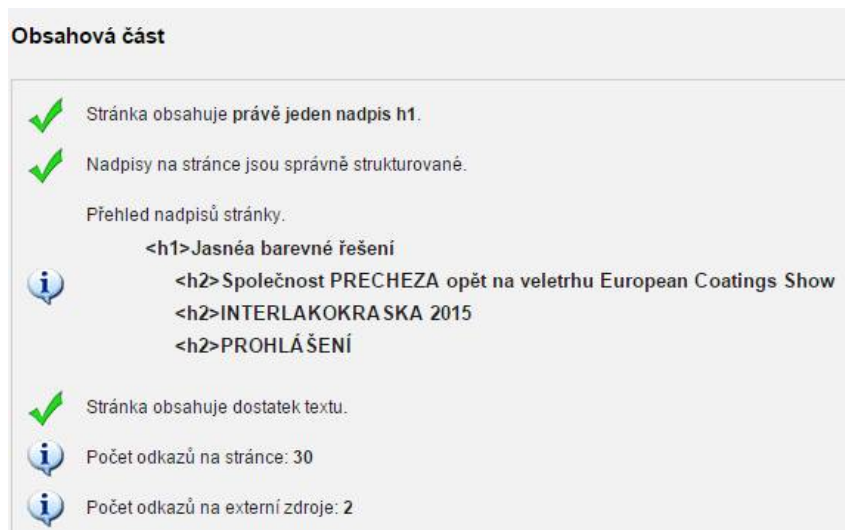 Obsahová část
Stránka obsahuje právě jeden nadpis h1.
Nadpisy na stránce jsou správně strukturované.
Přehled nadpisů stránky.
<h1>Jasnéa barevné řešení
<h2>Společnost PRECHEZA opět na veletrhu European Coatings Show
<h2>INTERLAKOKRASKA 2015
<h2>PROHLÁŠENÍ
Stránka obsahuje dostatek textu.
Počet odkazů na stránce: 30
Počet odkazů na externí zdroje: 2